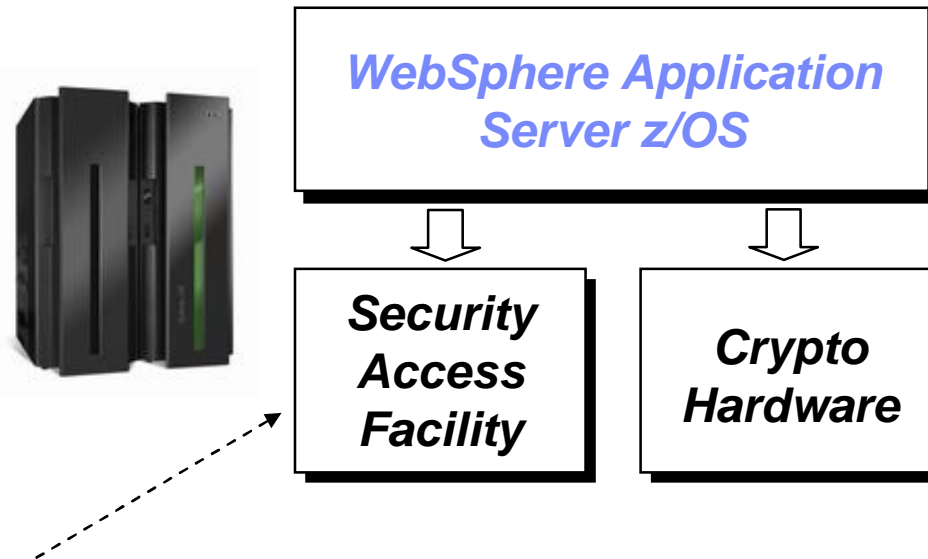 WebSphere Application
Server z/OS
Security
Access
Facility
Crypto
Hardware